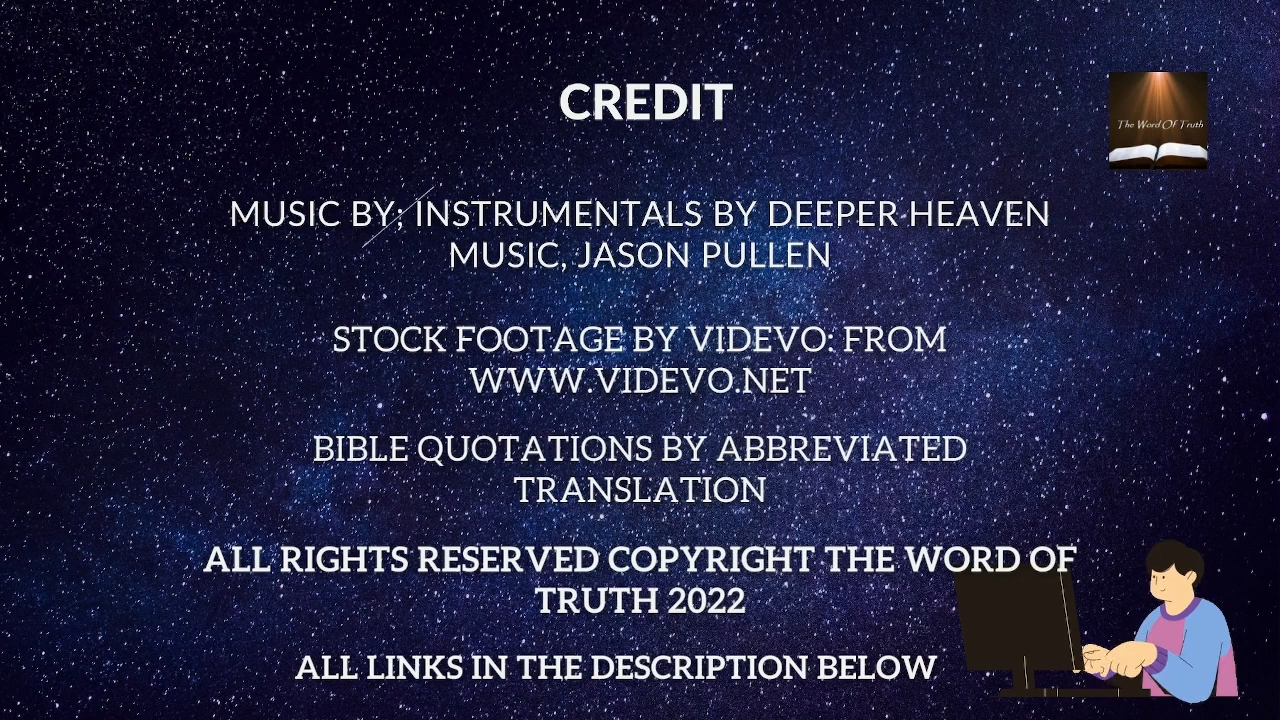 CREDIT
The Word Of Truth
MUSIC BY; INSTRUMENTALS BY DEEPER HEAVEN
MUSIC, JASON PULLEN
STOCK FOOTAGE BY VIDEVO: FROM
WWW.VIDEVO.NET
BIBLE QUOTATIONS BY ABBREVIATED
TRANSLATION
ALL RIGHTS RESERVED COPYRIGHT THE WORD OF
TRUTH 2022
ALL LINKS IN THE DESCRIPTION BELOW